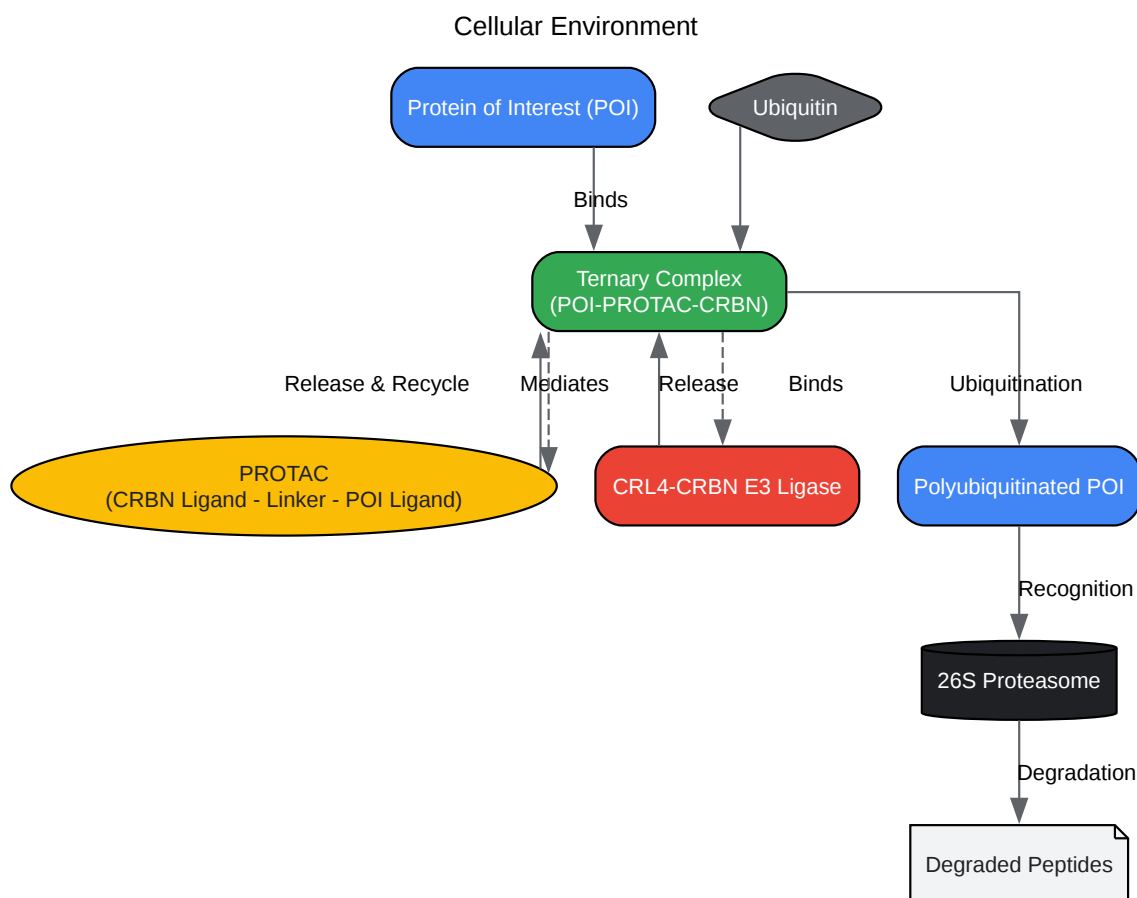 Cellular Environment
Protein of Interest (POI)
Ubiquitin
Binds
Ternary Complex
(POI-PROTAC-CRBN)
Release & Recycle
Mediates
Release
Binds
Ubiquitination
PROTAC
(CRBN Ligand - Linker - POI Ligand)
CRL4-CRBN E3 Ligase
Polyubiquitinated POI
Recognition
26S Proteasome
Degradation
Degraded Peptides